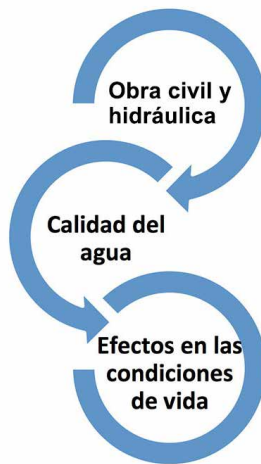 Obra civil y
hidráulica
Calidad del
agua
Efectos en las
condiciones
de vida